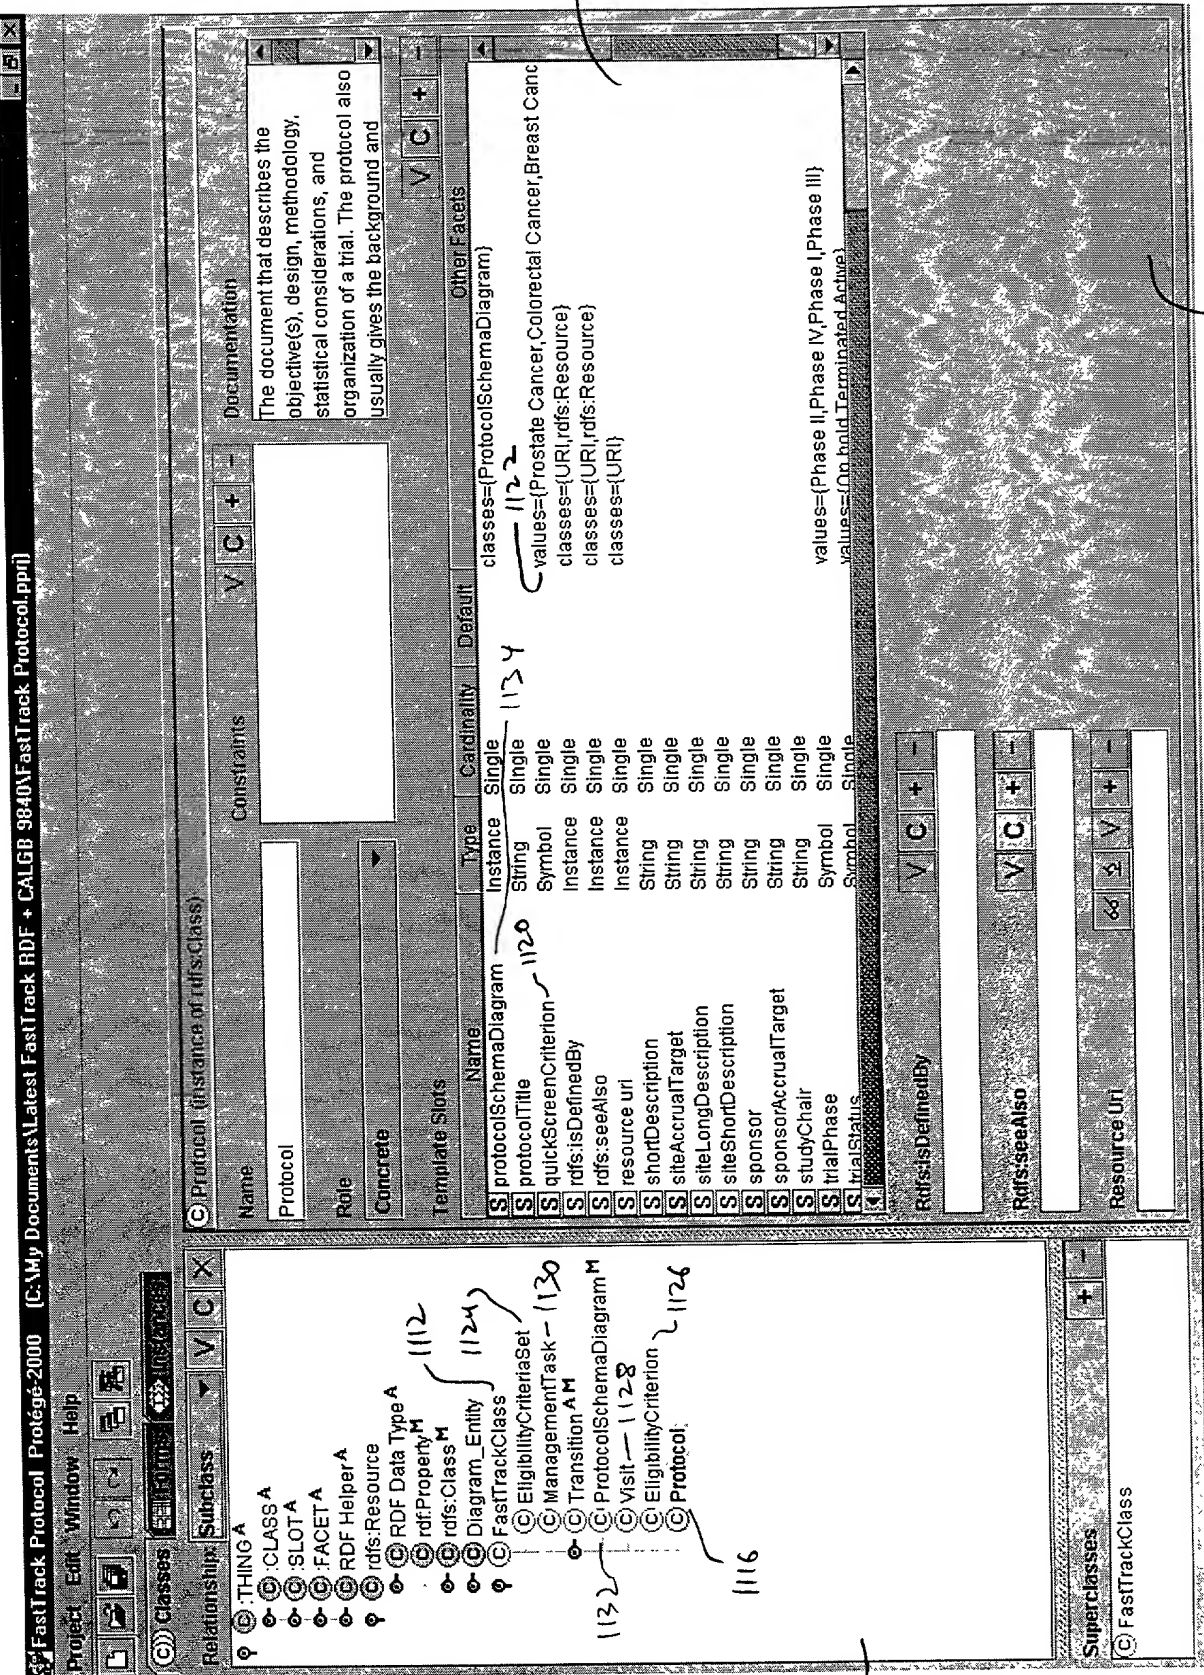 FastTrack Protocol Protégé-2000 [C:\My Documents\Latest FastTrack RDF + CALGB 9840\FastTrack Protocol.pprj]
Project Edit Window Help
C Classes Forms Instances
Relationship: Subclass V C X
C :THING A
C :CLASS A
C :SLOT A
C :FACET A
C RDF Helper A
C rdfs:Resource
C RDF Data Type A
C rdf:Property M
1112
C rdfs:Class M
C Diagram_Entity
1124
C FastTrackClass
C EligibilityCriteriaSet
C ManagementTask 1130
C Transition A M
1132
C ProtocolSchemaDiagram M
C Visit 1128
C EligibilityCriterion 1126
C Protocol
1116
Superclasses + -
C FastTrackClass
C Protocol (instance of rdfs:Class)
Name
Protocol
Role
Concrete
Constraints V C + -
Documentation
The document that describes the
objective(s), design, methodology,
statistical considerations, and
organization of a trial. The protocol also
usually gives the background and
Template Slots V C + -
Name Type Cardinality Default Other Facets
S protocolSchemaDiagram Instance Single classes={ProtocolSchemaDiagram}
1134
S protocolTitle String Single
1122
S quickScreenCriterion 1120 Symbol Single values={Prostate Cancer,Colorectal Cancer,Breast Canc
S rdfs:isDefinedBy Instance Single classes={URI,rdfs:Resource}
S rdfs:seeAlso Instance Single classes={URI,rdfs:Resource}
S resource uri Instance Single classes={URI}
S shortDescription String Single
S siteAccrualTarget String Single
S siteLongDescription String Single
S siteShortDescription String Single
S sponsor String Single
S sponsorAccrualTarget String Single
S studyChair String Single
S trialPhase Symbol Single values={Phase II,Phase IV,Phase I,Phase III}
S trialStatus Symbol Single values={On hold,Terminated,Active}
Rdfs:isDefinedBy V C + -
Rdfs:seeAlso V C + -
Resource Uri V + -